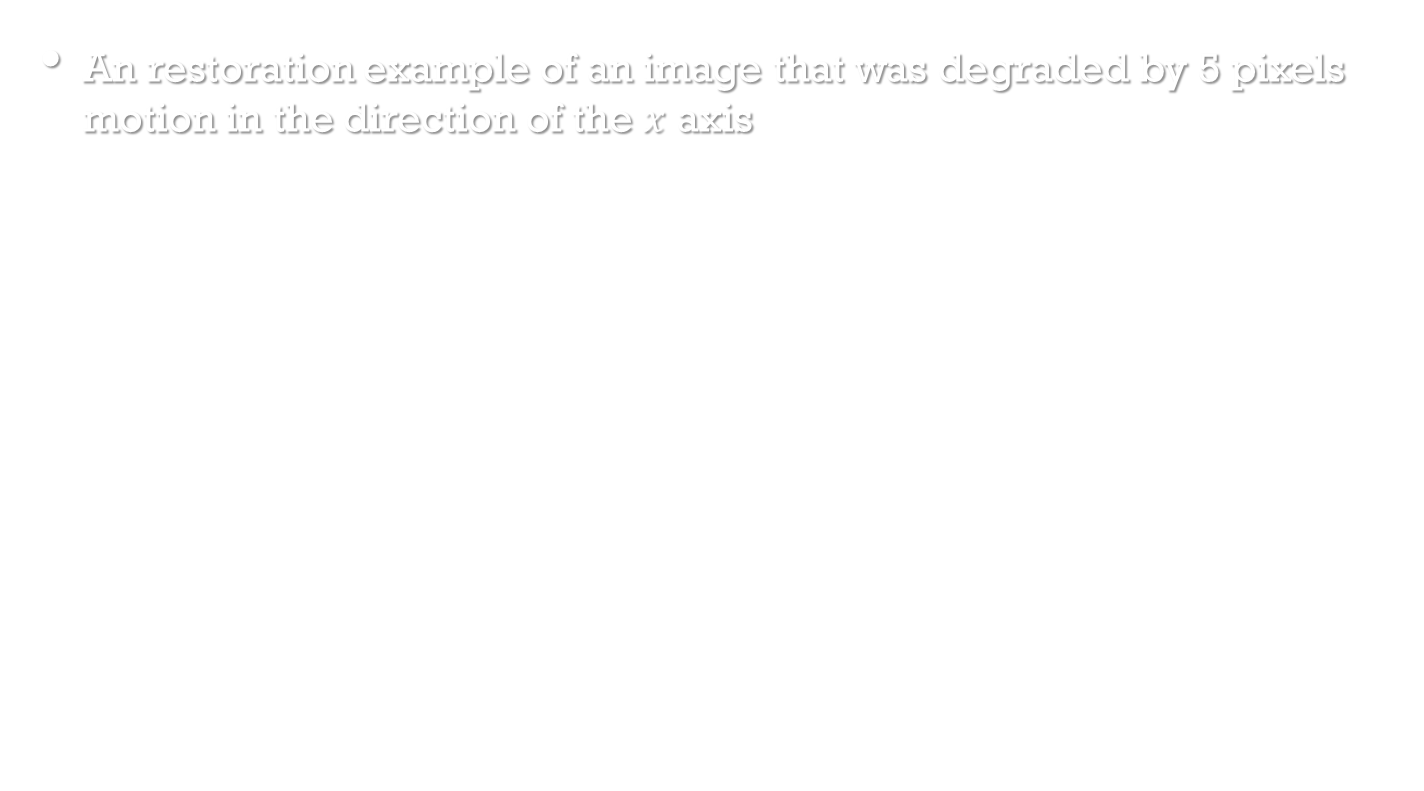 • An restoration example of an image that was degraded by 5 pixels
motion in the direction of the x axis